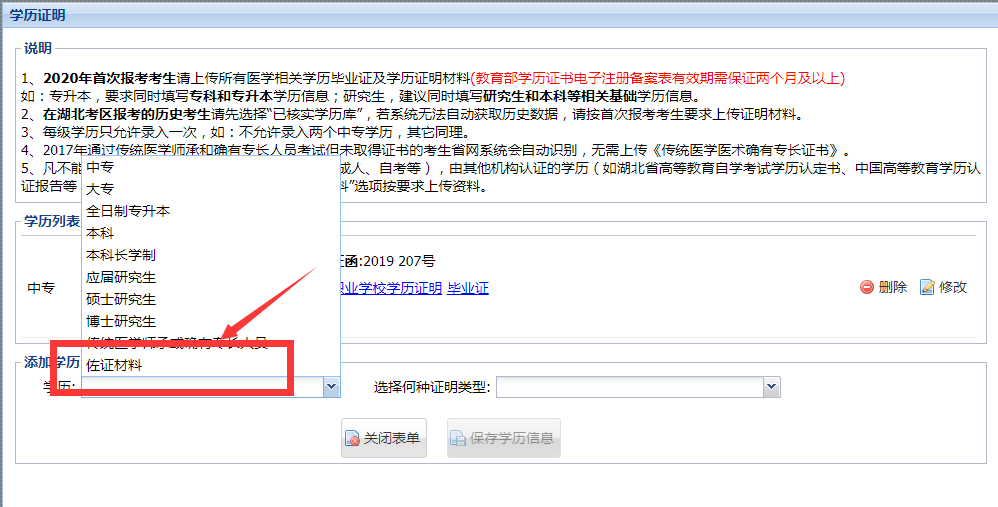 学历证明
说明
1、2020年首次报考考生请上传所有医学相关学历毕业证及学历证明材料(教育部学历证书电子注册备案表有效期需保证两个月及以上)
如：专升本，要求同时填写专科和专升本学历信息；研究生，建议同时填写研究生和本科等相关基础学历信息。
2、在湖北考区报考的历史考生请先选择“已核实学历库”，若系统无法自动获取历史数据，请按首次报考考生要求上传证明材料。
3、每级学历只允许录入一次，如：不允许录入两个中专学历，其它同理。
4、2017年通过传统医学师承和确有专长人员考试但未取得证书的考生省网系统会自动识别，无需上传《传统医学医术确有专长证书》。
5、凡不能 成人、自考等），由其他机构认证的学历（如湖北省高等教育自学考试学历认定书、中国高等教育学历认
证报告等 料”选项按要求上传资料。
中专
大专
全日制专升本
本科
本科长学制
应届研究生
硕士研究生
博士研究生
传统医学师承或确有专长人员
佐证材料
学历列表
中专
函:2019 207号
职业学校学历证明 毕业证
删除 修改
添加学历
学历:
选择何种证明类型:
关闭表单
保存学历信息